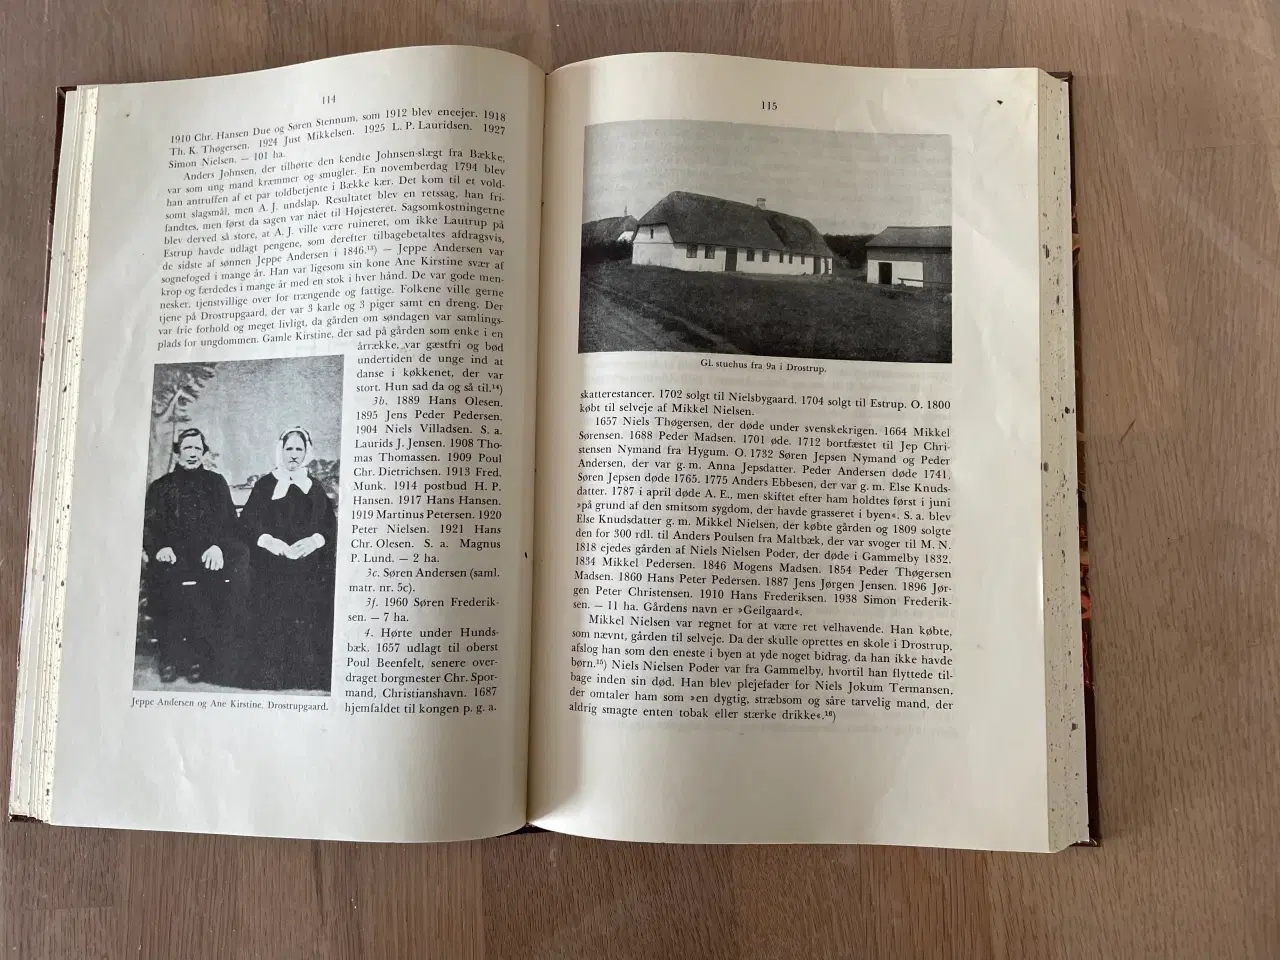 114
1910 Chr. Hansen Due og Søren Stennum, som 1912 blev eneejer. 1918
Th. K. Thøgersen. 1924 Just Mikkelsen. 1925 L. P. Lauridsen. 1927
Simon Nielsen. — 101 ha.
Anders Johnsen, der tilhørte den kendte Johnsen-slægt fra Bække,
var som ung mand kræmmer og smugler. En novemberdag 1794 blev
han antruffen af et par toldbetjente i Bække kær. Det kom til et vold-
somt slagsmål, men A. J. undslap. Resultatet blev en retssag, han fri-
fandtes, men først da sagen var nået til Højesteret. Sagsomkostningerne
blev derved så store, at A. J. ville være ruineret, om ikke Lautrup på
Estrup havde udlagt pengene, som derefter tilbagebetaltes afdragsvis,
de sidste af sønnen Jeppe Andersen i 1846.¹³) — Jeppe Andersen var
sognefoged i mange år. Han var ligesom sin kone Ane Kirstine svær af
krop og færdedes i mange år med en stok i hver hånd. De var gode men-
nesker, tjenstvillige over for trængende og fattige. Folkene ville gerne
tjene på Drostrupgaard, der var 3 karle og 3 piger samt en dreng. Der
var frie forhold og meget livligt, da gården om søndagen var samlings-
plads for ungdommen. Gamle Kirstine, der sad på gården som enke i en
årrække, var gæstfri og bød
undertiden de unge ind at
danse i køkkenet, der var
stort. Hun sad da og så til.¹⁴)
3b. 1889 Hans Olesen.
1895 Jens Peder Pedersen.
1904 Niels Villadsen. S. a.
Laurids J. Jensen. 1908 Tho-
mas Thomassen. 1909 Poul
Chr. Dietrichsen. 1913 Fred.
Munk. 1914 postbud H. P.
Hansen. 1917 Hans Hansen.
1919 Martinus Petersen. 1920
Peter Nielsen. 1921 Hans
Chr. Olesen. S. a. Magnus
P. Lund. — 2 ha.
3c. Søren Andersen (saml.
matr. nr. 5c).
3f. 1960 Søren Frederik-
sen. — 7 ha.
4. Hørte under Hunds-
bæk. 1657 udlagt til oberst
Poul Beenfelt, senere over-
draget borgmester Chr. Spor-
mand, Christianshavn. 1687
hjemfaldet til kongen p. g. a.
Jeppe Andersen og Ane Kirstine, Drostrupgaard.
115
Gl. stuehus fra 9a i Drostrup.
skatterestancer. 1702 solgt til Nielsbygaard. 1704 solgt til Estrup. O. 1800
købt til selveje af Mikkel Nielsen.
1657 Niels Thøgersen, der døde under svenskekrigen. 1664 Mikkel
Sørensen. 1688 Peder Madsen. 1701 øde. 1712 bortfæstet til Jep Chri-
stensen Nymand fra Hygum. O. 1732 Søren Jepsen Nymand og Peder
Andersen, der var g. m. Anna Jepsdatter. Peder Andersen døde 1741,
Søren Jepsen døde 1765. 1775 Anders Ebbesen, der var g. m. Else Knuds-
datter. 1787 i april døde A. E., men skiftet efter ham holdtes først i juni
»på grund af den smitsom sygdom, der havde grasseret i byen«. S. a. blev
Else Knudsdatter g. m. Mikkel Nielsen, der købte gården og 1809 solgte
den for 300 rdl. til Anders Poulsen fra Maltbæk, der var svoger til M. N.
1818 ejedes gården af Niels Nielsen Poder, der døde i Gammelby 1832.
1834 Mikkel Pedersen. 1846 Mogens Madsen. 1854 Peder Thøgersen
Madsen. 1860 Hans Peter Pedersen. 1887 Jens Jørgen Jensen. 1896 Jør-
gen Peter Christensen. 1910 Hans Frederiksen. 1938 Simon Frederik-
sen. — 11 ha. Gårdens navn er »Geilgaard«.
Mikkel Nielsen var regnet for at være ret velhavende. Han købte,
som nævnt, gården til selveje. Da der skulle oprettes en skole i Drostrup,
afslog han som den eneste i byen at yde noget bidrag, da han ikke havde
børn.¹⁵) Niels Nielsen Poder var fra Gammelby, hvortil han flyttede til-
bage inden sin død. Han blev plejefader for Niels Jokum Termansen,
der omtaler ham som »en dygtig, stræbsom og såre tarvelig mand, der
aldrig smagte enten tobak eller stærke drikke«.¹⁶)